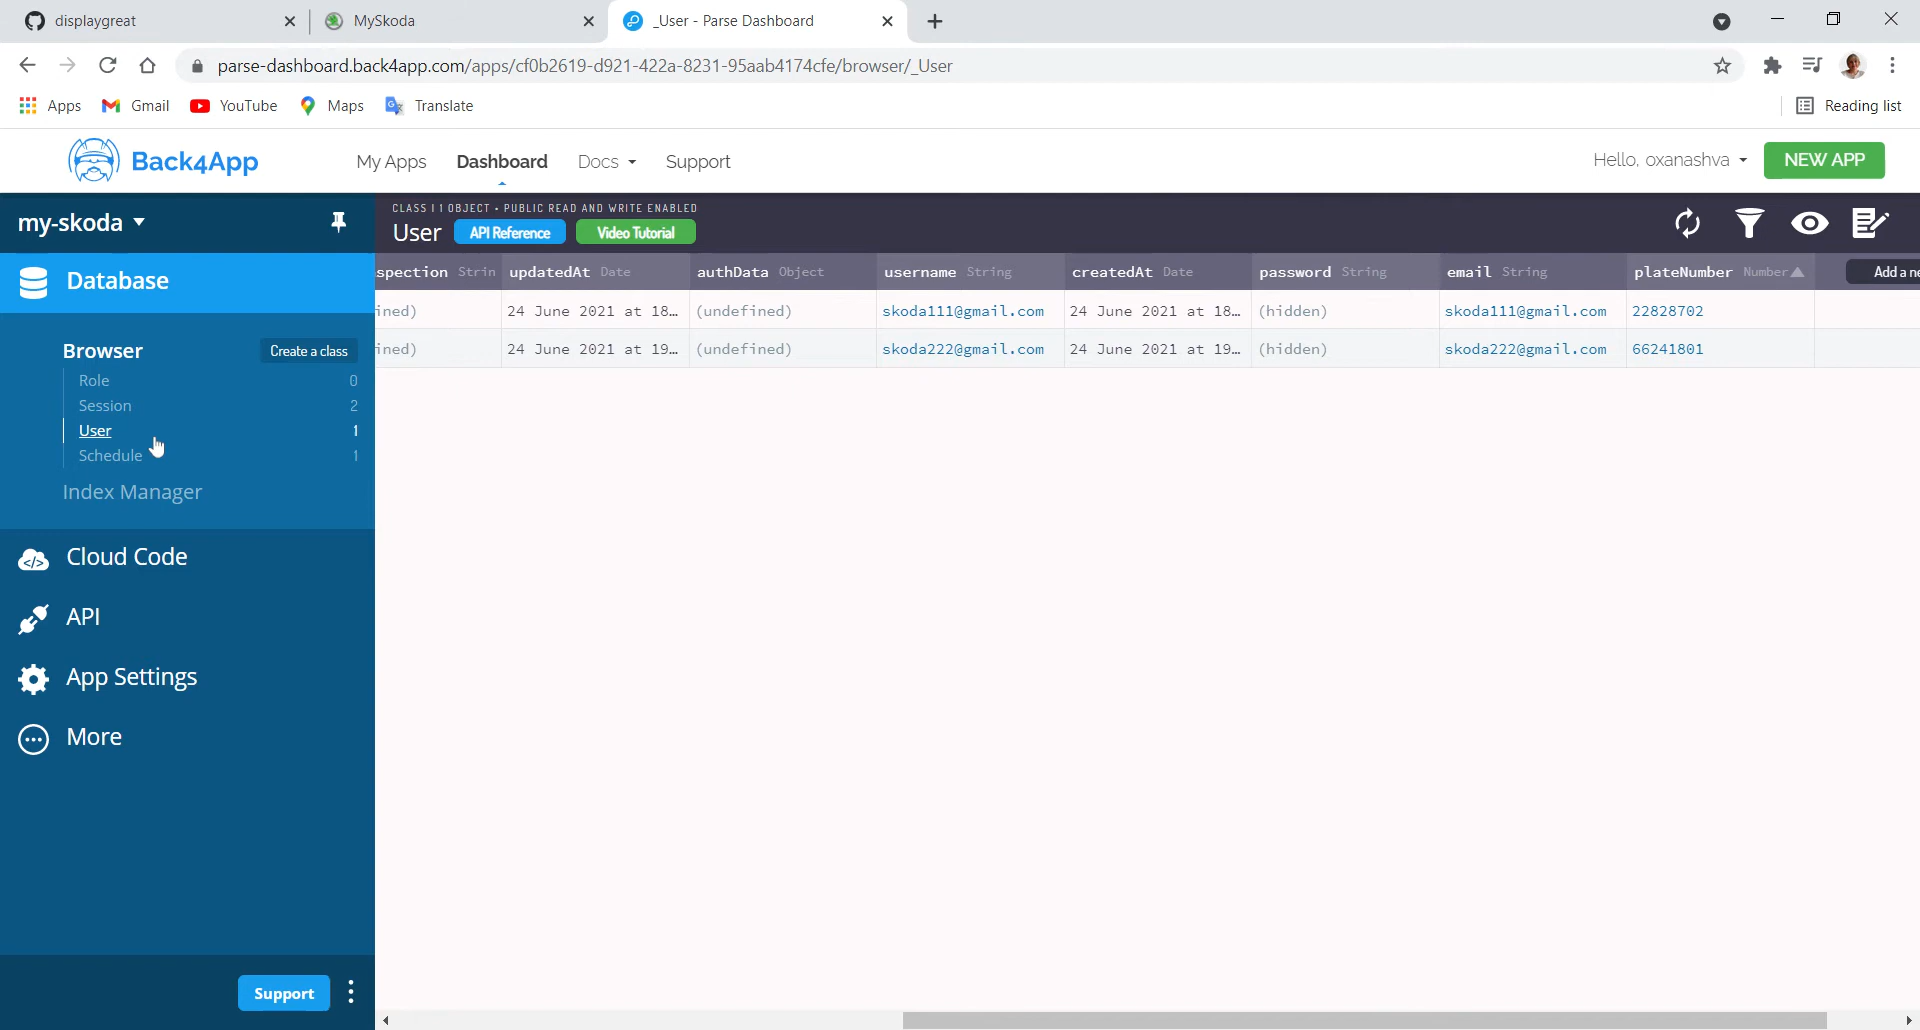 displaygreat
MySkoda
_User - Parse Dashboard
parse-dashboard.back4app.com/apps/cf0b2619-d921-422a-8231-95aab4174cfe/browser/_User
Apps
Gmail
YouTube
Maps
Translate
Reading list
Back4App
My Apps
Dashboard
Docs
Support
Hello, oxanashva
NEW APP
my-skoda
CLASS | 1 OBJECT • PUBLIC READ AND WRITE ENABLED
User
API Reference
Video Tutorial
Database
Browser
Create a class
Role 0
Session 2
User 1
Schedule 1
Index Manager
Cloud Code
API
App Settings
More
Support
spection Strin updatedAt Date authData Object username String createdAt Date password String email String plateNumber Number Add a ne
ined) 24 June 2021 at 18… (undefined) skoda111@gmail.com 24 June 2021 at 18… (hidden) skoda111@gmail.com 22828702
ined) 24 June 2021 at 19… (undefined) skoda222@gmail.com 24 June 2021 at 19… (hidden) skoda222@gmail.com 66241801